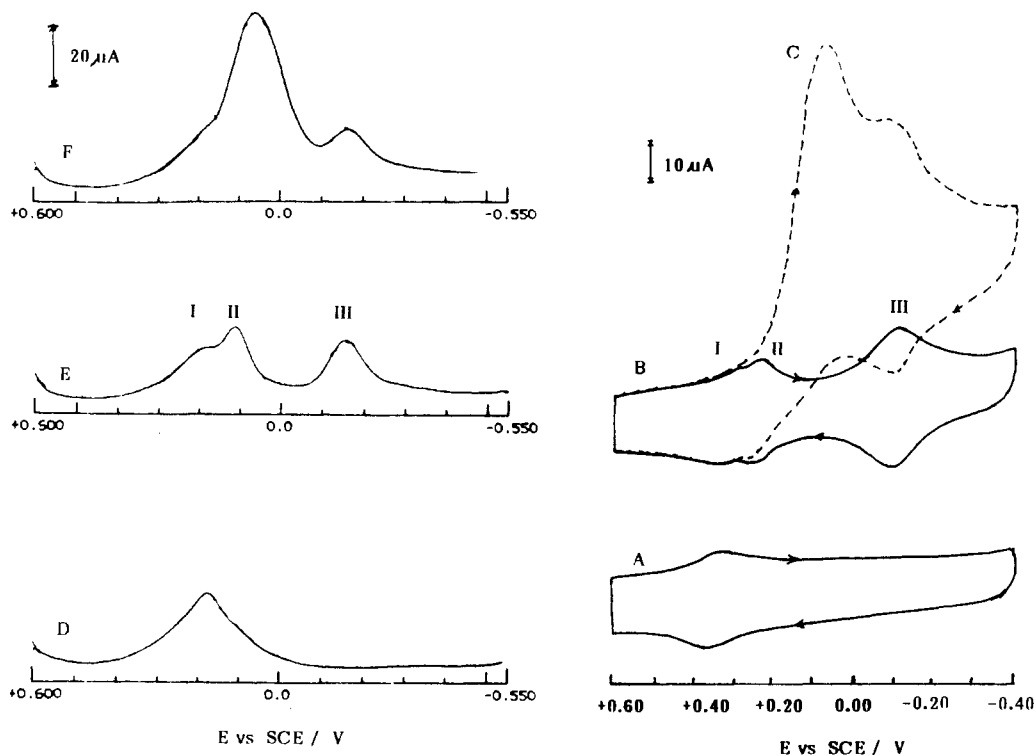 20 µA
F
+0.600 0.0 -0.550
I II III
E
+0.500 0.0 -0.550
D
+0.600 0.0 -0.550
E vs SCE / V
C
10 µA
III
I II
B
A
+0.60 +0.40 +0.20 0.00 -0.20 -0.40
E vs SCE / V